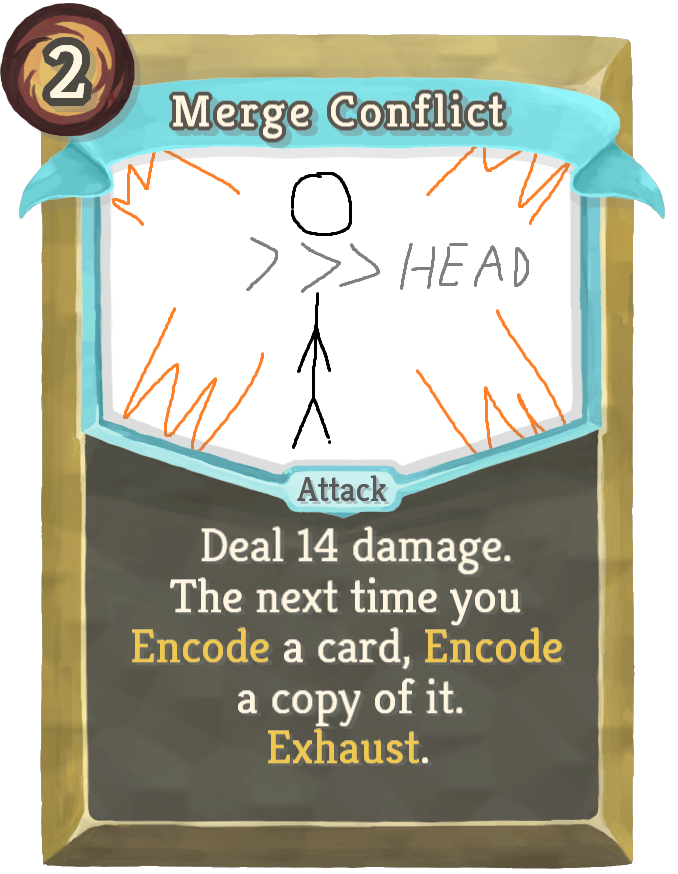 2
Merge Conflict
>>> HEAD
Attack
Deal 14 damage.
The next time you
Encode a card, Encode
a copy of it.
Exhaust.